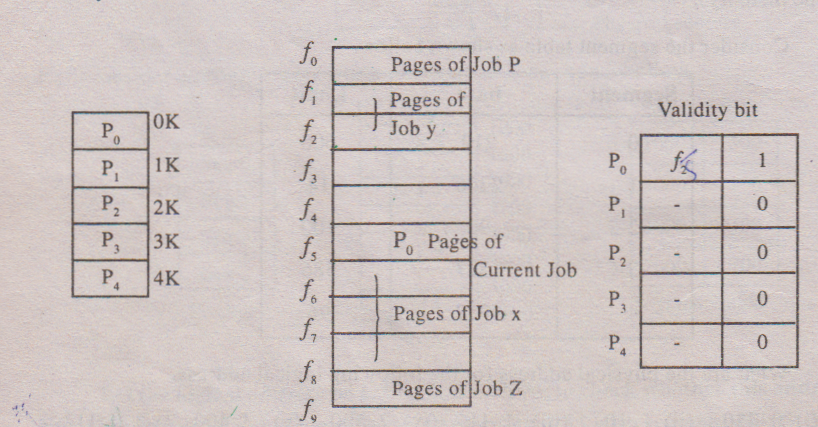 P₀ 0K
P₁ 1K
P₂ 2K
P₃ 3K
P₄ 4K
f₀
Pages of Job P
f₁
Pages of
Job y
f₂
f₃
f₄
P₀ Pages of
f₅
Current Job
f₆
Pages of Job x
f₇
f₈
Pages of Job Z
f₉
Validity bit
P₀ 1
P₁ - 0
P₂ - 0
P₃ - 0
P₄ - 0